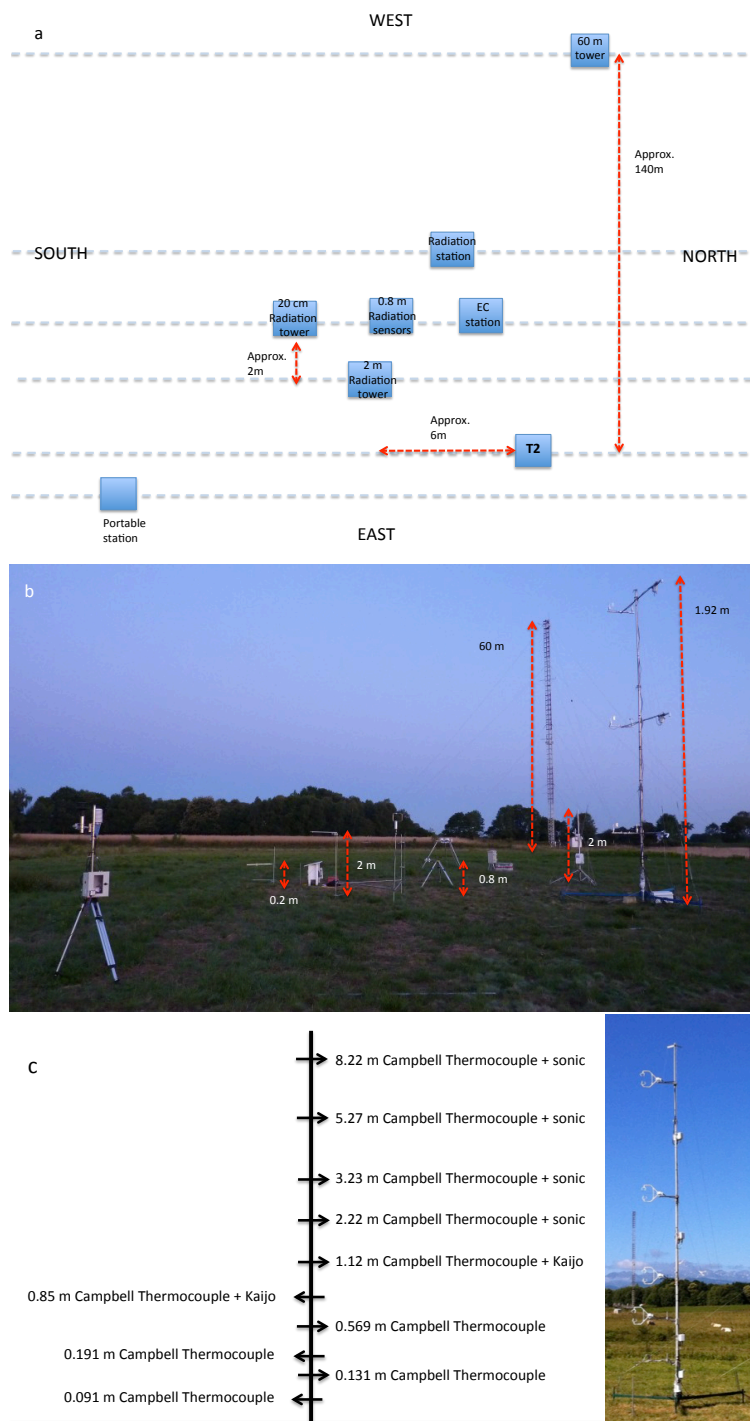 a
WEST
60 m
tower
Approx.
140m
SOUTH
Radiation
station
NORTH
20 cm
Radiation
tower
0.8 m
Radiation
sensors
EC
station
Approx.
2m
2 m
Radiation
tower
Approx.
6m
T2
Portable
station
EAST
b
1.92 m
60 m
2 m
2 m
0.8 m
0.2 m
c
8.22 m Campbell Thermocouple + sonic
5.27 m Campbell Thermocouple + sonic
3.23 m Campbell Thermocouple + sonic
2.22 m Campbell Thermocouple + sonic
1.12 m Campbell Thermocouple + Kaijo
0.85 m Campbell Thermocouple + Kaijo
0.569 m Campbell Thermocouple
0.191 m Campbell Thermocouple
0.131 m Campbell Thermocouple
0.091 m Campbell Thermocouple